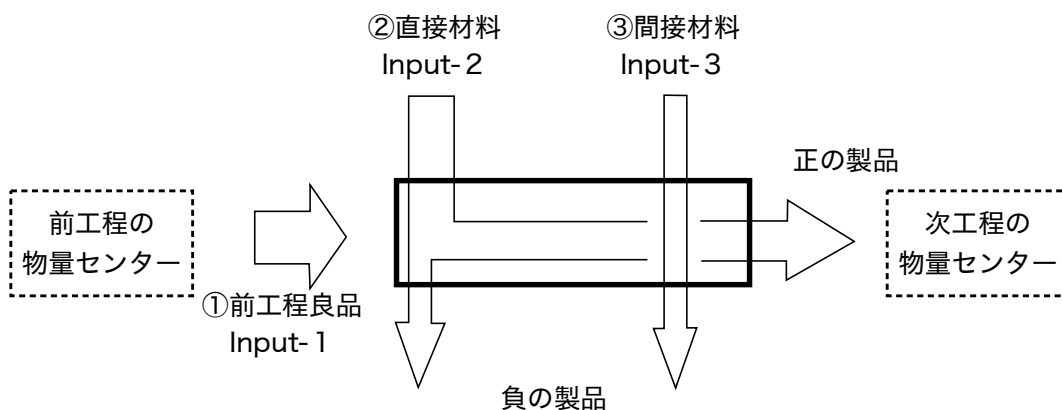 ②直接材料
Input-２
③間接材料
Input-３
正の製品
前工程の
物量センター
次工程の
物量センター
①前工程良品
Input-１
負の製品